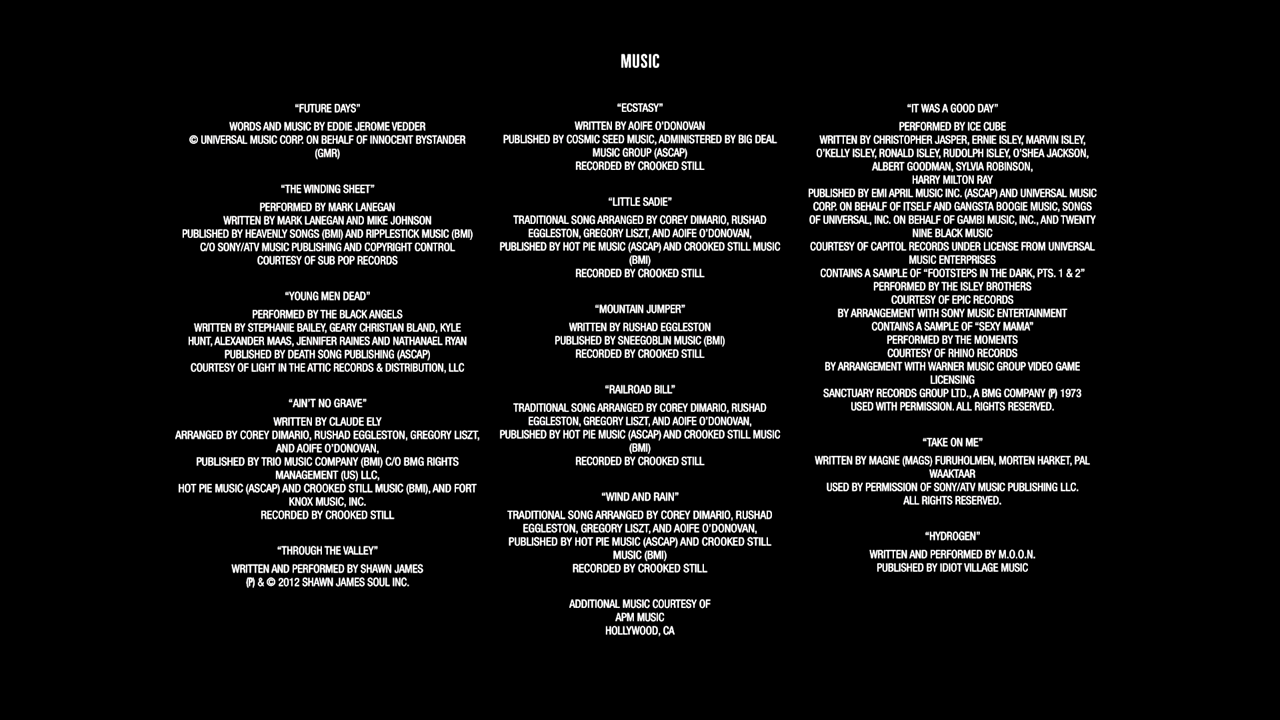 MUSIC
“FUTURE DAYS”
WORDS AND MUSIC BY EDDIE JEROME VEDDER
© UNIVERSAL MUSIC CORP. ON BEHALF OF INNOCENT BYSTANDER
(GMR)
“THE WINDING SHEET”
PERFORMED BY MARK LANEGAN
WRITTEN BY MARK LANEGAN AND MIKE JOHNSON
PUBLISHED BY HEAVENLY SONGS (BMI) AND RIPPLESTICK MUSIC (BMI)
C/O SONY/ATV MUSIC PUBLISHING AND COPYRIGHT CONTROL
COURTESY OF SUB POP RECORDS
“YOUNG MEN DEAD”
PERFORMED BY THE BLACK ANGELS
WRITTEN BY STEPHANIE BAILEY, GEARY CHRISTIAN BLAND, KYLE
HUNT, ALEXANDER MAAS, JENNIFER RAINES AND NATHANAEL RYAN
PUBLISHED BY DEATH SONG PUBLISHING (ASCAP)
COURTESY OF LIGHT IN THE ATTIC RECORDS & DISTRIBUTION, LLC
“AIN’T NO GRAVE”
WRITTEN BY CLAUDE ELY
ARRANGED BY COREY DIMARIO, RUSHAD EGGLESTON, GREGORY LISZT,
AND AOIFE O’DONOVAN,
PUBLISHED BY TRIO MUSIC COMPANY (BMI) C/O BMG RIGHTS
MANAGEMENT (US) LLC,
HOT PIE MUSIC (ASCAP) AND CROOKED STILL MUSIC (BMI), AND FORT
KNOX MUSIC, INC.
RECORDED BY CROOKED STILL
“THROUGH THE VALLEY”
WRITTEN AND PERFORMED BY SHAWN JAMES
(P) & © 2012 SHAWN JAMES SOUL INC.
“ECSTASY”
WRITTEN BY AOIFE O’DONOVAN
PUBLISHED BY COSMIC SEED MUSIC, ADMINISTERED BY BIG DEAL
MUSIC GROUP (ASCAP)
RECORDED BY CROOKED STILL
“LITTLE SADIE”
TRADITIONAL SONG ARRANGED BY COREY DIMARIO, RUSHAD
EGGLESTON, GREGORY LISZT, AND AOIFE O’DONOVAN,
PUBLISHED BY HOT PIE MUSIC (ASCAP) AND CROOKED STILL MUSIC
(BMI)
RECORDED BY CROOKED STILL
“MOUNTAIN JUMPER”
WRITTEN BY RUSHAD EGGLESTON
PUBLISHED BY SNEEGOBLIN MUSIC (BMI)
RECORDED BY CROOKED STILL
“RAILROAD BILL”
TRADITIONAL SONG ARRANGED BY COREY DIMARIO, RUSHAD
EGGLESTON, GREGORY LISZT, AND AOIFE O’DONOVAN,
PUBLISHED BY HOT PIE MUSIC (ASCAP) AND CROOKED STILL MUSIC
(BMI)
RECORDED BY CROOKED STILL
“WIND AND RAIN”
TRADITIONAL SONG ARRANGED BY COREY DIMARIO, RUSHAD
EGGLESTON, GREGORY LISZT, AND AOIFE O’DONOVAN,
PUBLISHED BY HOT PIE MUSIC (ASCAP) AND CROOKED STILL
MUSIC (BMI)
RECORDED BY CROOKED STILL
ADDITIONAL MUSIC COURTESY OF
APM MUSIC
HOLLYWOOD, CA
“IT WAS A GOOD DAY”
PERFORMED BY ICE CUBE
WRITTEN BY CHRISTOPHER JASPER, ERNIE ISLEY, MARVIN ISLEY,
O’KELLY ISLEY, RONALD ISLEY, RUDOLPH ISLEY, O’SHEA JACKSON,
ALBERT GOODMAN, SYLVIA ROBINSON,
HARRY MILTON RAY
PUBLISHED BY EMI APRIL MUSIC INC. (ASCAP) AND UNIVERSAL MUSIC
CORP. ON BEHALF OF ITSELF AND GANGSTA BOOGIE MUSIC, SONGS
OF UNIVERSAL, INC. ON BEHALF OF GAMBI MUSIC, INC., AND TWENTY
NINE BLACK MUSIC
COURTESY OF CAPITOL RECORDS UNDER LICENSE FROM UNIVERSAL
MUSIC ENTERPRISES
CONTAINS A SAMPLE OF “FOOTSTEPS IN THE DARK, PTS. 1 & 2”
PERFORMED BY THE ISLEY BROTHERS
COURTESY OF EPIC RECORDS
BY ARRANGEMENT WITH SONY MUSIC ENTERTAINMENT
CONTAINS A SAMPLE OF “SEXY MAMA”
PERFORMED BY THE MOMENTS
COURTESY OF RHINO RECORDS
BY ARRANGEMENT WITH WARNER MUSIC GROUP VIDEO GAME
LICENSING
SANCTUARY RECORDS GROUP LTD., A BMG COMPANY (P) 1973
USED WITH PERMISSION. ALL RIGHTS RESERVED.
“TAKE ON ME”
WRITTEN BY MAGNE (MAGS) FURUHOLMEN, MORTEN HARKET, PAL
WAAKTAAR
USED BY PERMISSION OF SONY/ATV MUSIC PUBLISHING LLC.
ALL RIGHTS RESERVED.
“HYDROGEN”
WRITTEN AND PERFORMED BY M.O.O.N.
PUBLISHED BY IDIOT VILLAGE MUSIC